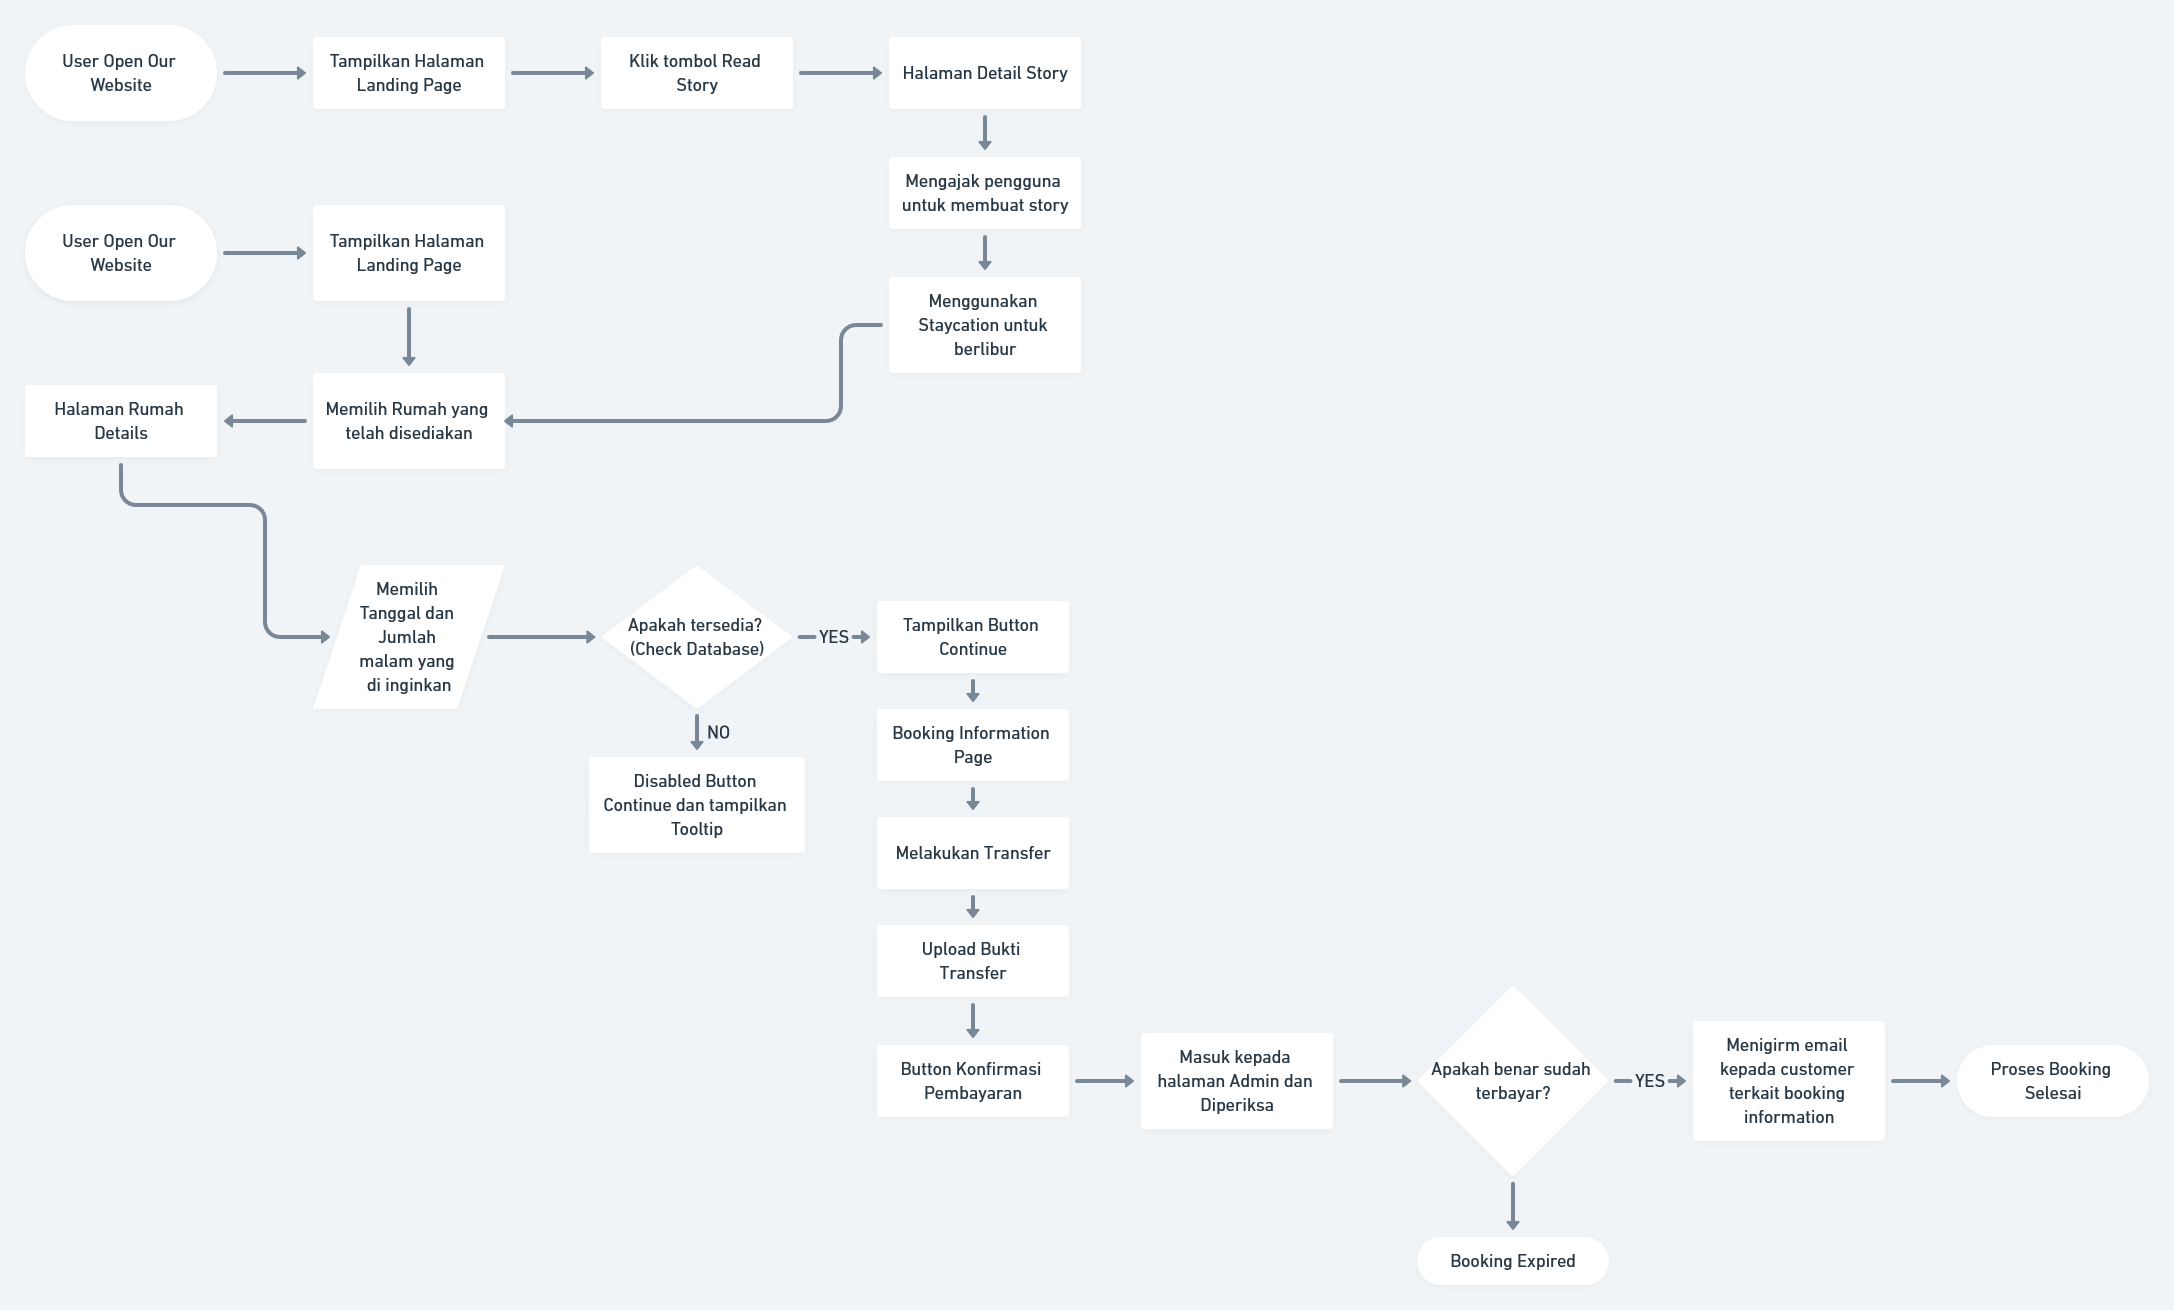 User Open Our
Website
Tampilkan Halaman
Landing Page
Klik tombol Read
Story
Halaman Detail Story
Mengajak pengguna
untuk membuat story
User Open Our
Website
Tampilkan Halaman
Landing Page
Menggunakan
Staycation untuk
berlibur
Halaman Rumah
Details
Memilih Rumah yang
telah disediakan
Memilih
Tanggal dan
Jumlah
malam yang
di inginkan
Apakah tersedia?
(Check Database)
YES
Tampilkan Button
Continue
NO
Disabled Button
Continue dan tampilkan
Tooltip
Booking Information
Page
Melakukan Transfer
Upload Bukti
Transfer
Button Konfirmasi
Pembayaran
Masuk kepada
halaman Admin dan
Diperiksa
Apakah benar sudah
terbayar?
YES
Menigirm email
kepada customer
terkait booking
information
Proses Booking
Selesai
Booking Expired